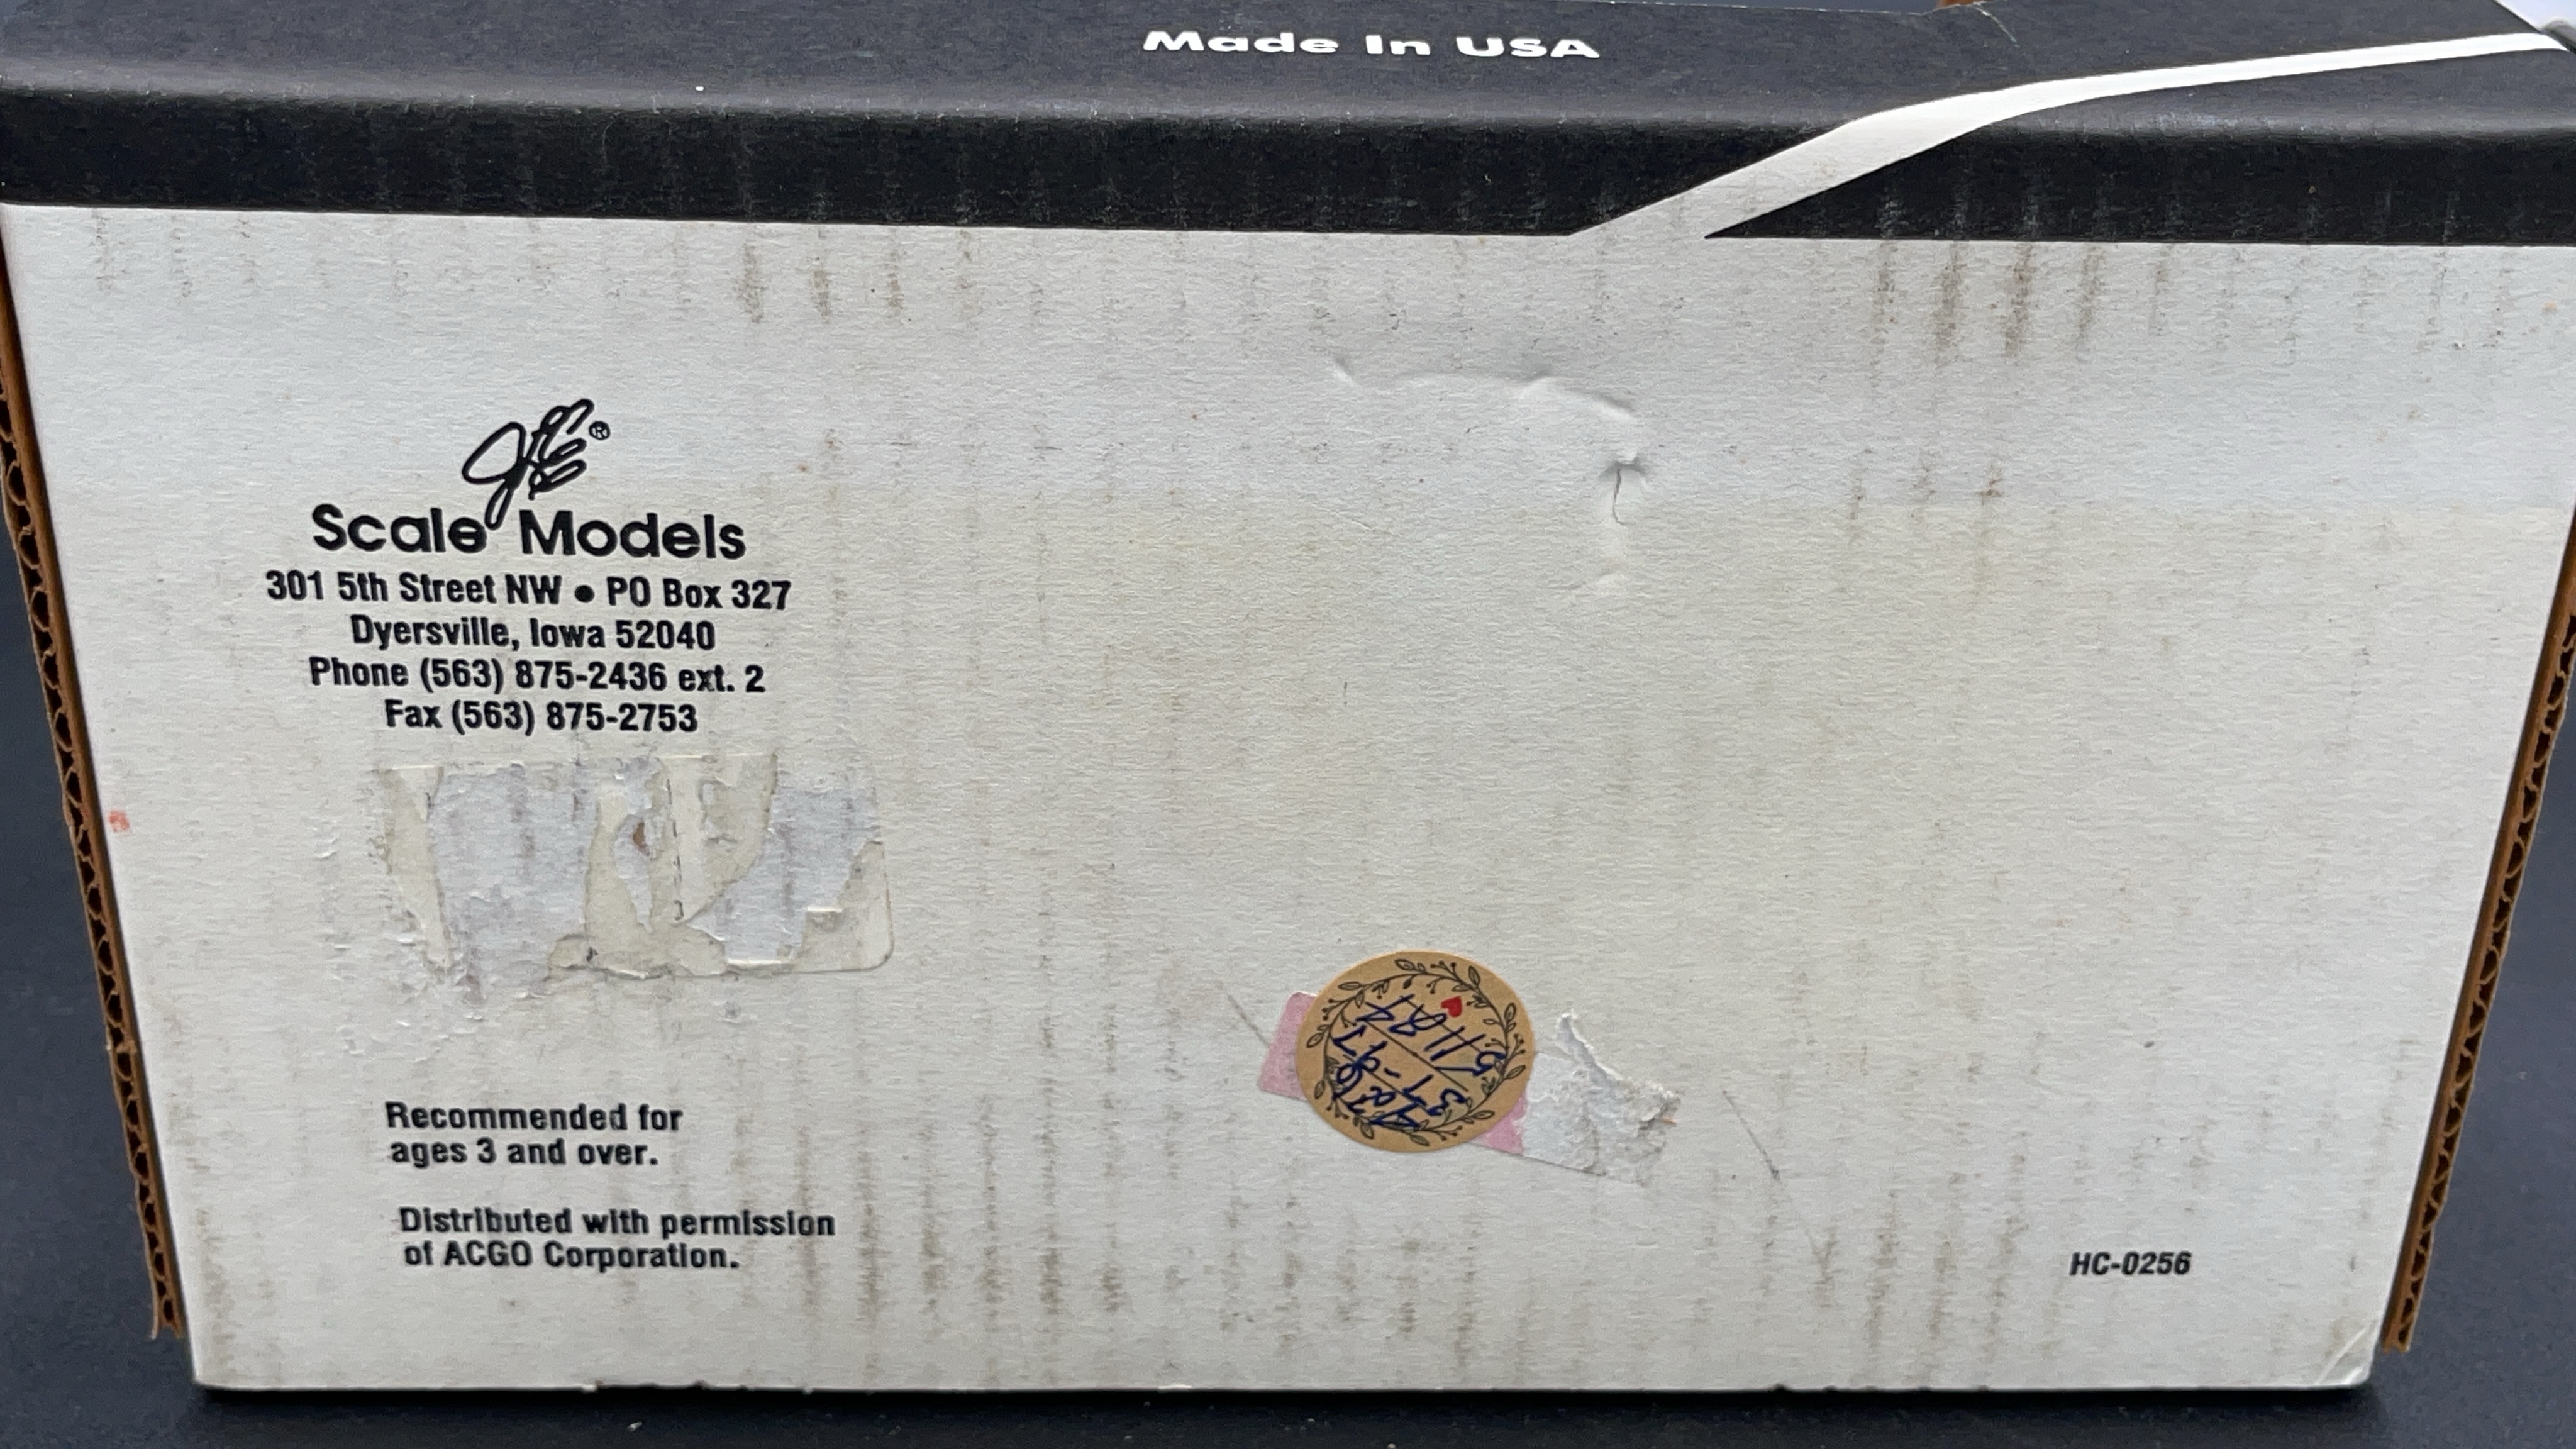 Made In USA
JLE®
Scale Models
301 5th Street NW • PO Box 327
Dyersville, Iowa 52040
Phone (563) 875-2436 ext. 2
Fax (563) 875-2753
Recommended for
ages 3 and over.
Distributed with permission
of ACGO Corporation.
HC-0256